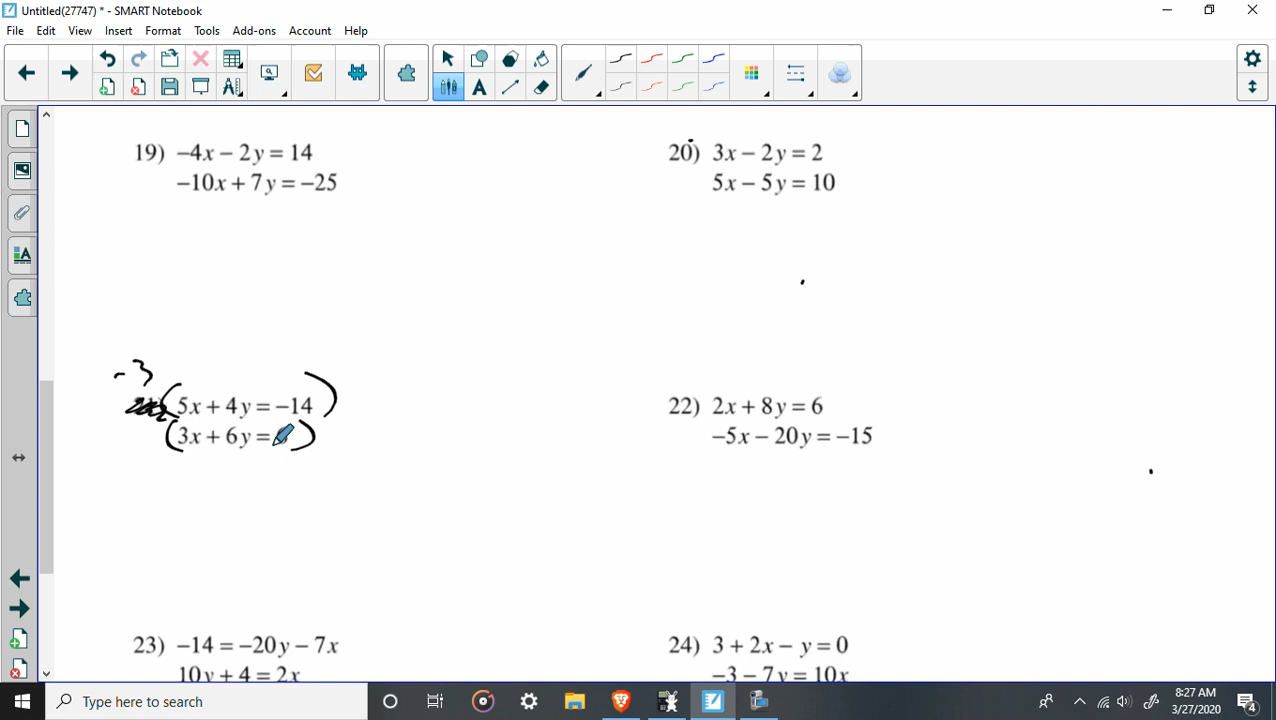 Untitled(27747) * - SMART Notebook
File Edit View Insert Format Tools Add-ons Account Help
19) −4x − 2y = 14
−10x + 7y = −25
20) 3x − 2y = 2
5x − 5y = 10
-3
(5x + 4y = −14)
(3x + 6y = )
22) 2x + 8y = 6
−5x − 20y = −15
23) −14 = −20y − 7x
10y + 4 = 2x
24) 3 + 2x − y = 0
−3 − 7y = 10x
Type here to search
8:27 AM
3/27/2020
4